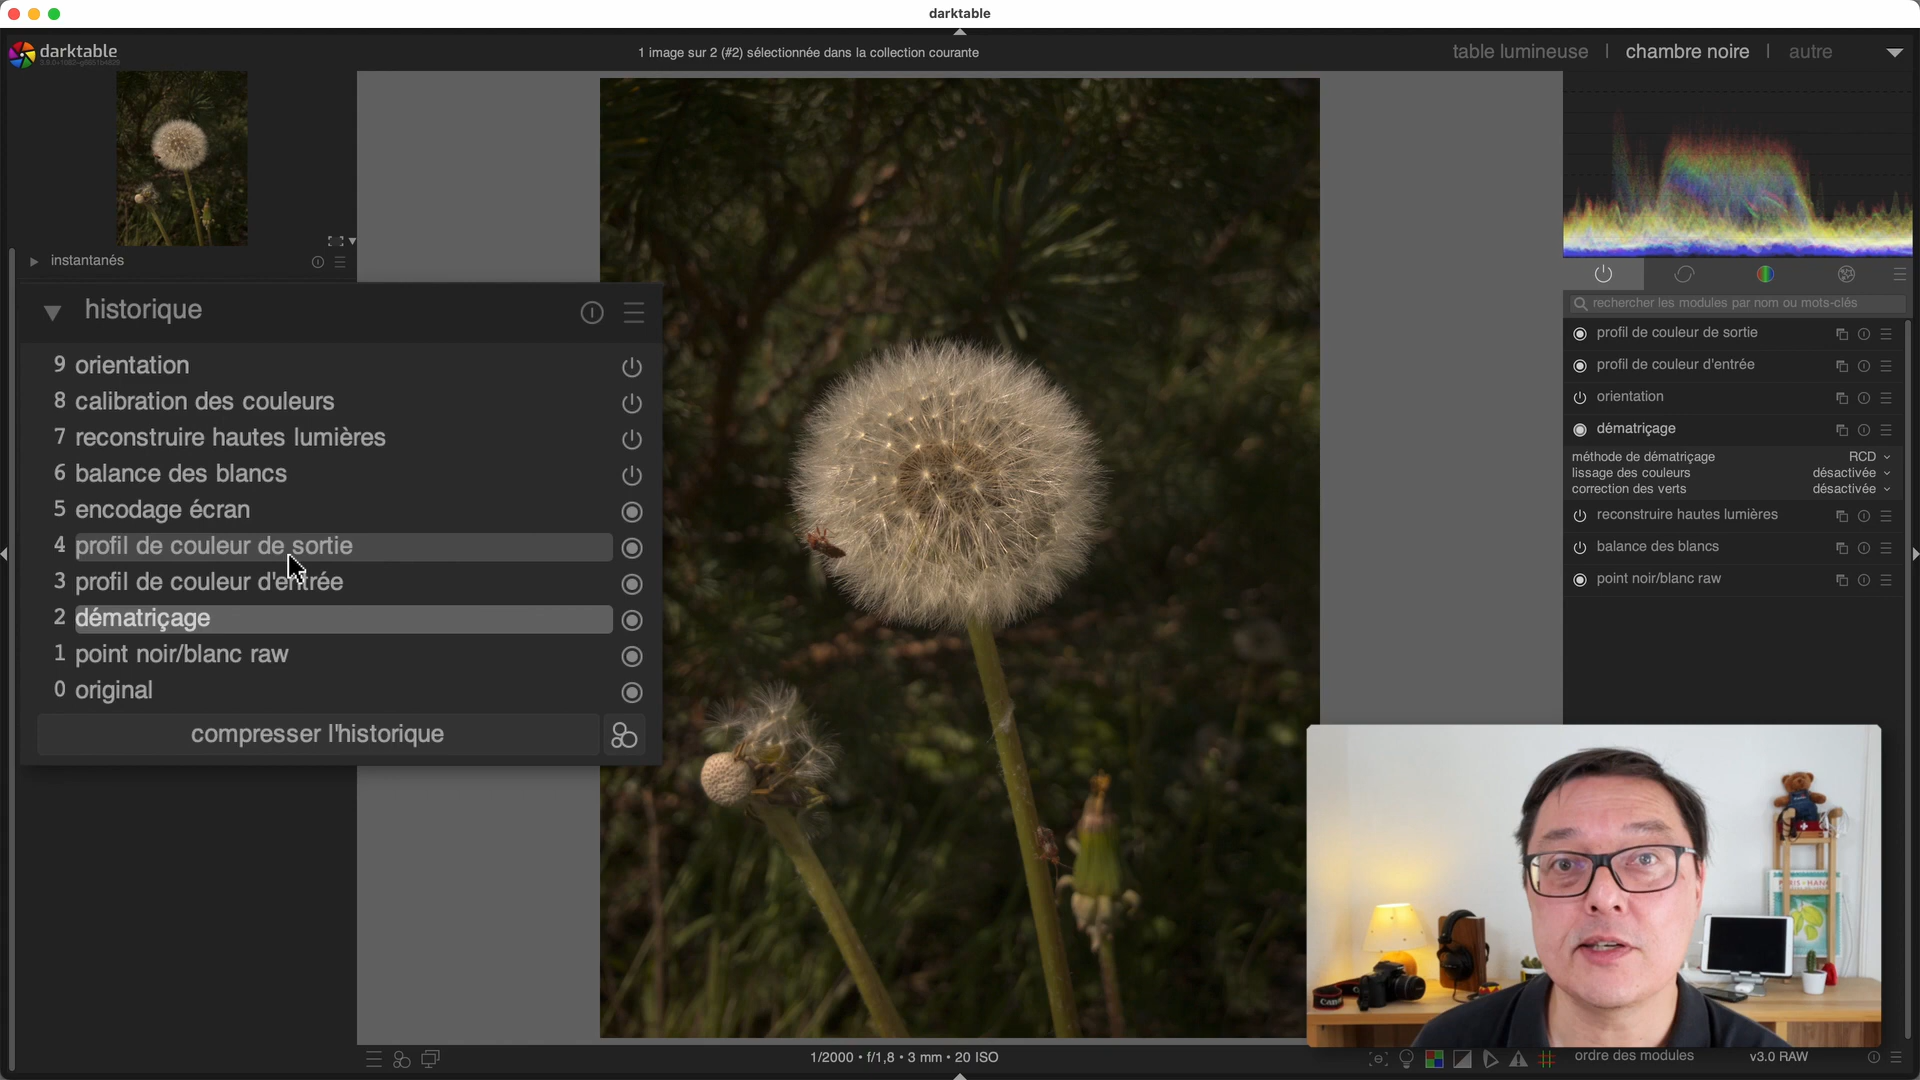 darktable
darktable
1 image sur 2 (#2) sélectionnée dans la collection courante
table lumineuse | chambre noire | autre
instantanés
historique
9 orientation
8 calibration des couleurs
7 reconstruire hautes lumières
6 balance des blancs
5 encodage écran
4 profil de couleur de sortie
3 profil de couleur d'entrée
2 dématriçage
1 point noir/blanc raw
0 original
compresser l'historique
rechercher les modules par nom ou mots-clés
profil de couleur de sortie
profil de couleur d'entrée
orientation
dématriçage
méthode de dématriçage RCD
lissage des couleurs désactivée
correction des verts désactivée
reconstruire hautes lumières
balance des blancs
point noir/blanc raw
Canon
1/2000 • f/1,8 • 3 mm • 20 ISO
ordre des modules v3.0 RAW